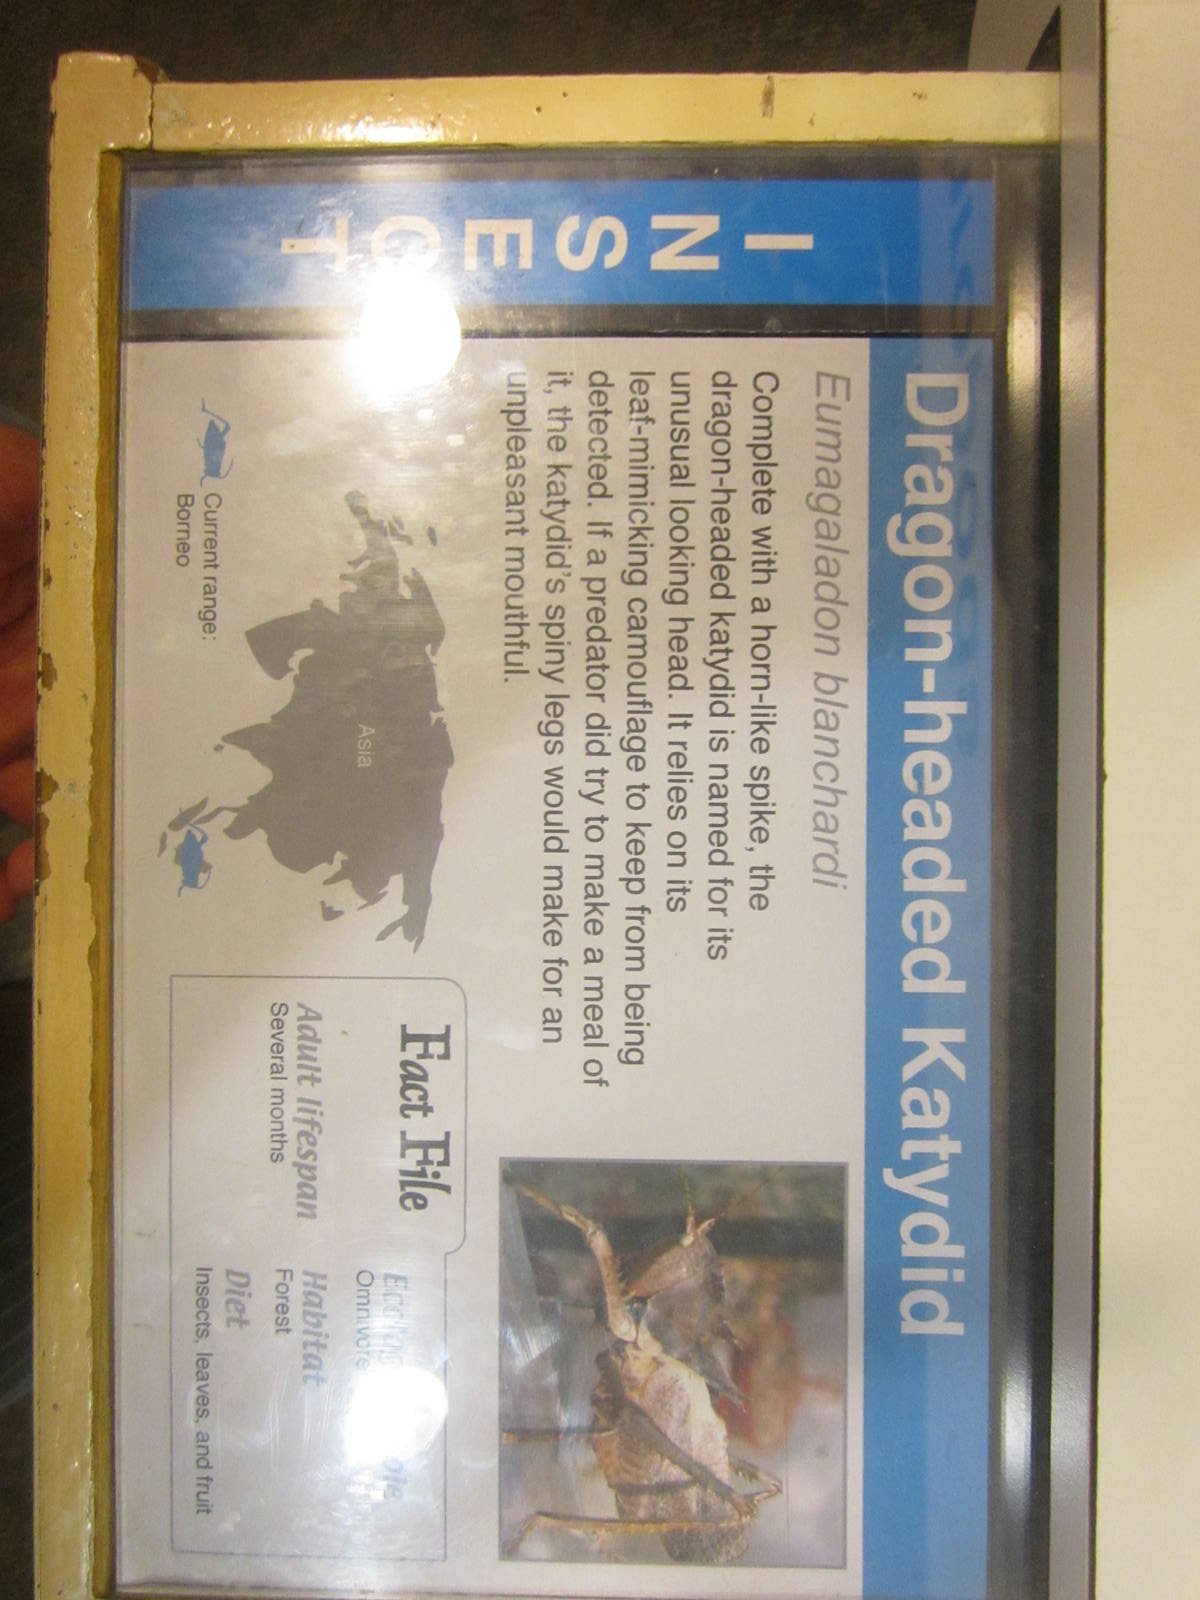 INSECT
Dragon-headed Katydid
Eumagaladon blanchardi
Complete with a horn-like spike, the
dragon-headed katydid is named for its
unusual looking head. It relies on its
leaf-mimicking camouflage to keep from being
detected. If a predator did try to make a meal of
it, the katydid's spiny legs would make for an
unpleasant mouthful.
Asia
Current range:
Borneo
Fact File
Adult lifespan
Several months
Omnivore
Habitat
Forest
Diet
Insects, leaves, and fruit